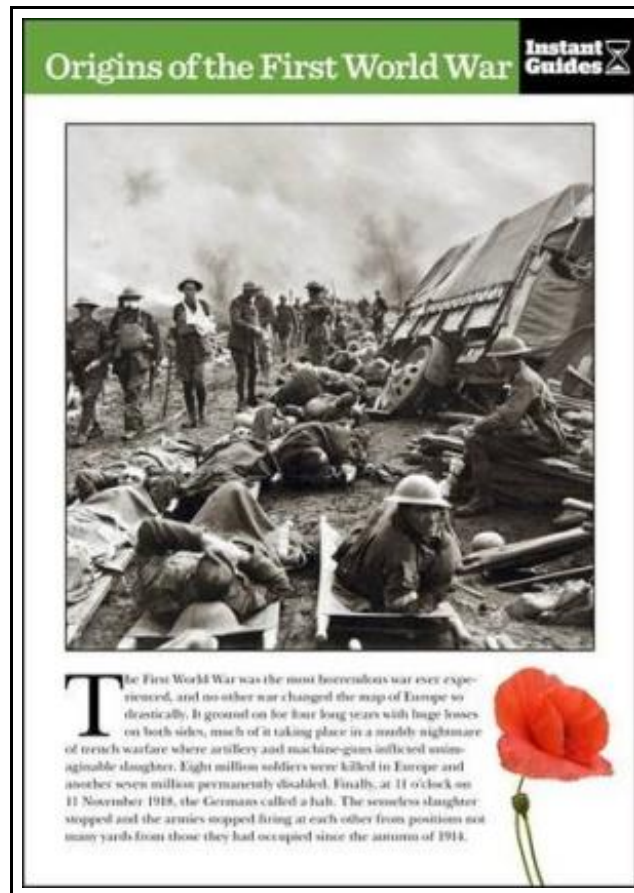 Origins of the First World War
Instant
Guides
The First World War was the most horrendous war ever expe-
rienced, and no other war changed the map of Europe so
drastically. It ground on for four long years with huge losses
on both sides, much of it taking place in a muddy nightmare
of trench warfare where artillery and machine-guns inflicted unim-
aginable slaughter. Eight million soldiers were killed in Europe and
another seven million permanently disabled. Finally, at 11 o'clock on
11 November 1918, the Germans called a halt. The senseless slaughter
stopped and the armies stopped firing at each other from positions not
many yards from those they had occupied since the autumn of 1914.